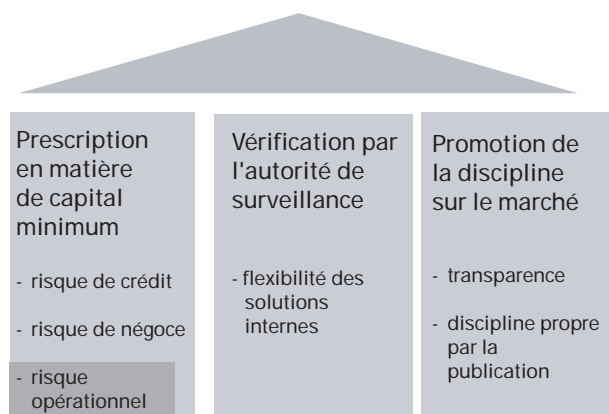 Prescription
en matière
de capital
minimum
- risque de crédit
- risque de négoce
- risque
opérationnel
Vérification par
l'autorité de
surveillance
- flexibilité des
solutions
internes
Promotion de
la discipline
sur le marché
- transparence
- discipline propre
par la
publication